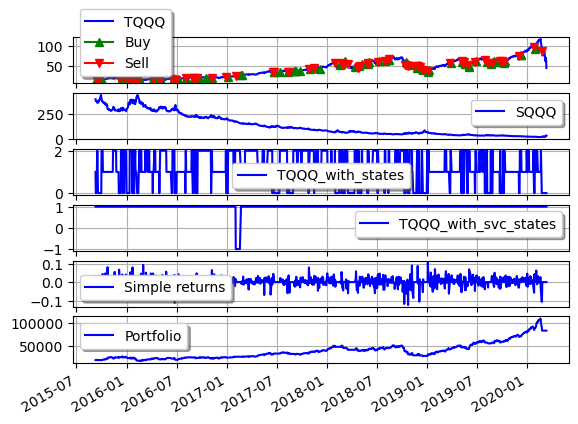 TQQQ
Buy
Sell
100
50
SQQQ
250
0
TQQQ_with_states
2
0
TQQQ_with_svc_states
1
−1
Simple returns
0.1
0.0
−0.1
Portfolio
100000
50000
2015-07
2016-01
2016-07
2017-01
2017-07
2018-01
2018-07
2019-01
2019-07
2020-01